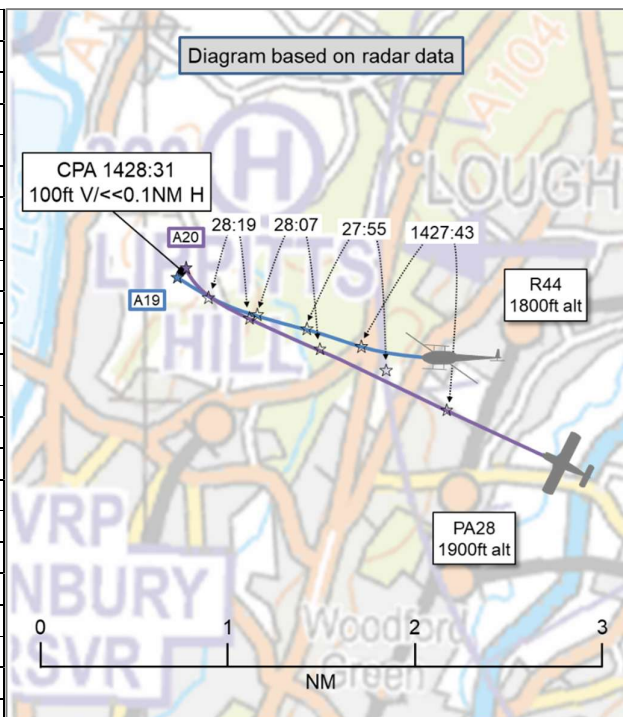 Diagram based on radar data
A104
H
LOUGH
CPA 1428:31
100ft V/<<0.1NM H
A20
28:19
28:07
27:55
1427:43
A19
HILL
R44
1800ft alt
VRP
NBURY
RSVR
PA28
1900ft alt
Woodford
Green
0
1
2
3
NM